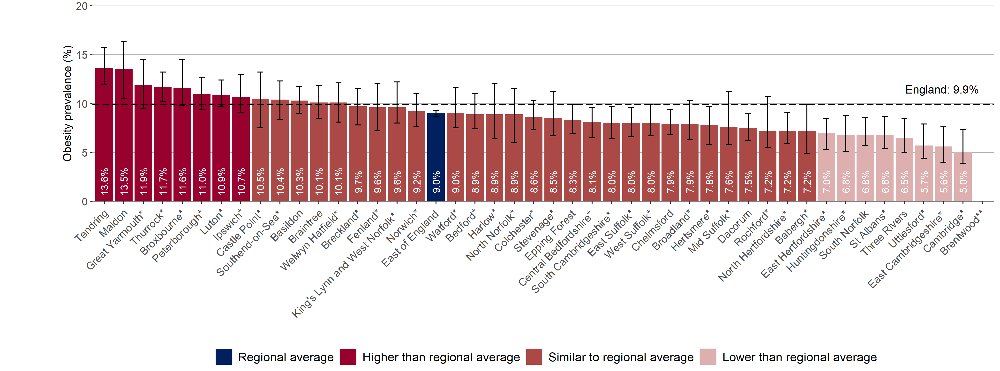 20
15
10
5
0
Obesity prevalence (%)
England: 9.9%
13.6%
13.5%
11.9%
11.7%
11.6%
11.0%
10.9%
10.7%
10.5%
10.4%
10.3%
10.1%
10.1%
9.7%
9.6%
9.6%
9.2%
9.0%
9.0%
8.9%
8.9%
8.9%
8.6%
8.5%
8.3%
8.1%
8.0%
8.0%
8.0%
7.9%
7.9%
7.8%
7.6%
7.5%
7.2%
7.2%
7.2%
7.0%
6.8%
6.8%
6.8%
6.5%
5.7%
5.6%
5.0%
Tendring
Maldon
Great Yarmouth*
Thurrock*
Broxbourne*
Peterborough*
Luton*
Ipswich*
Castle Point*
Southend-on-Sea*
Basildon
Braintree
Welwyn Hatfield*
Breckland*
Fenland*
King's Lynn and West Norfolk*
Norwich*
East of England
Watford*
Bedford*
Harlow*
North Norfolk*
Colchester*
Stevenage*
Epping Forest
Central Bedfordshire*
South Cambridgeshire*
East Suffolk*
West Suffolk*
Chelmsford
Broadland*
Hertsmere*
Mid Suffolk*
Dacorum
Rochford*
North Hertfordshire*
Babergh*
East Hertfordshire*
Huntingdonshire*
South Norfolk
St Albans*
Three Rivers
Uttlesford*
East Cambridgeshire*
Cambridge*
Brentwood**
Regional average
Higher than regional average
Similar to regional average
Lower than regional average